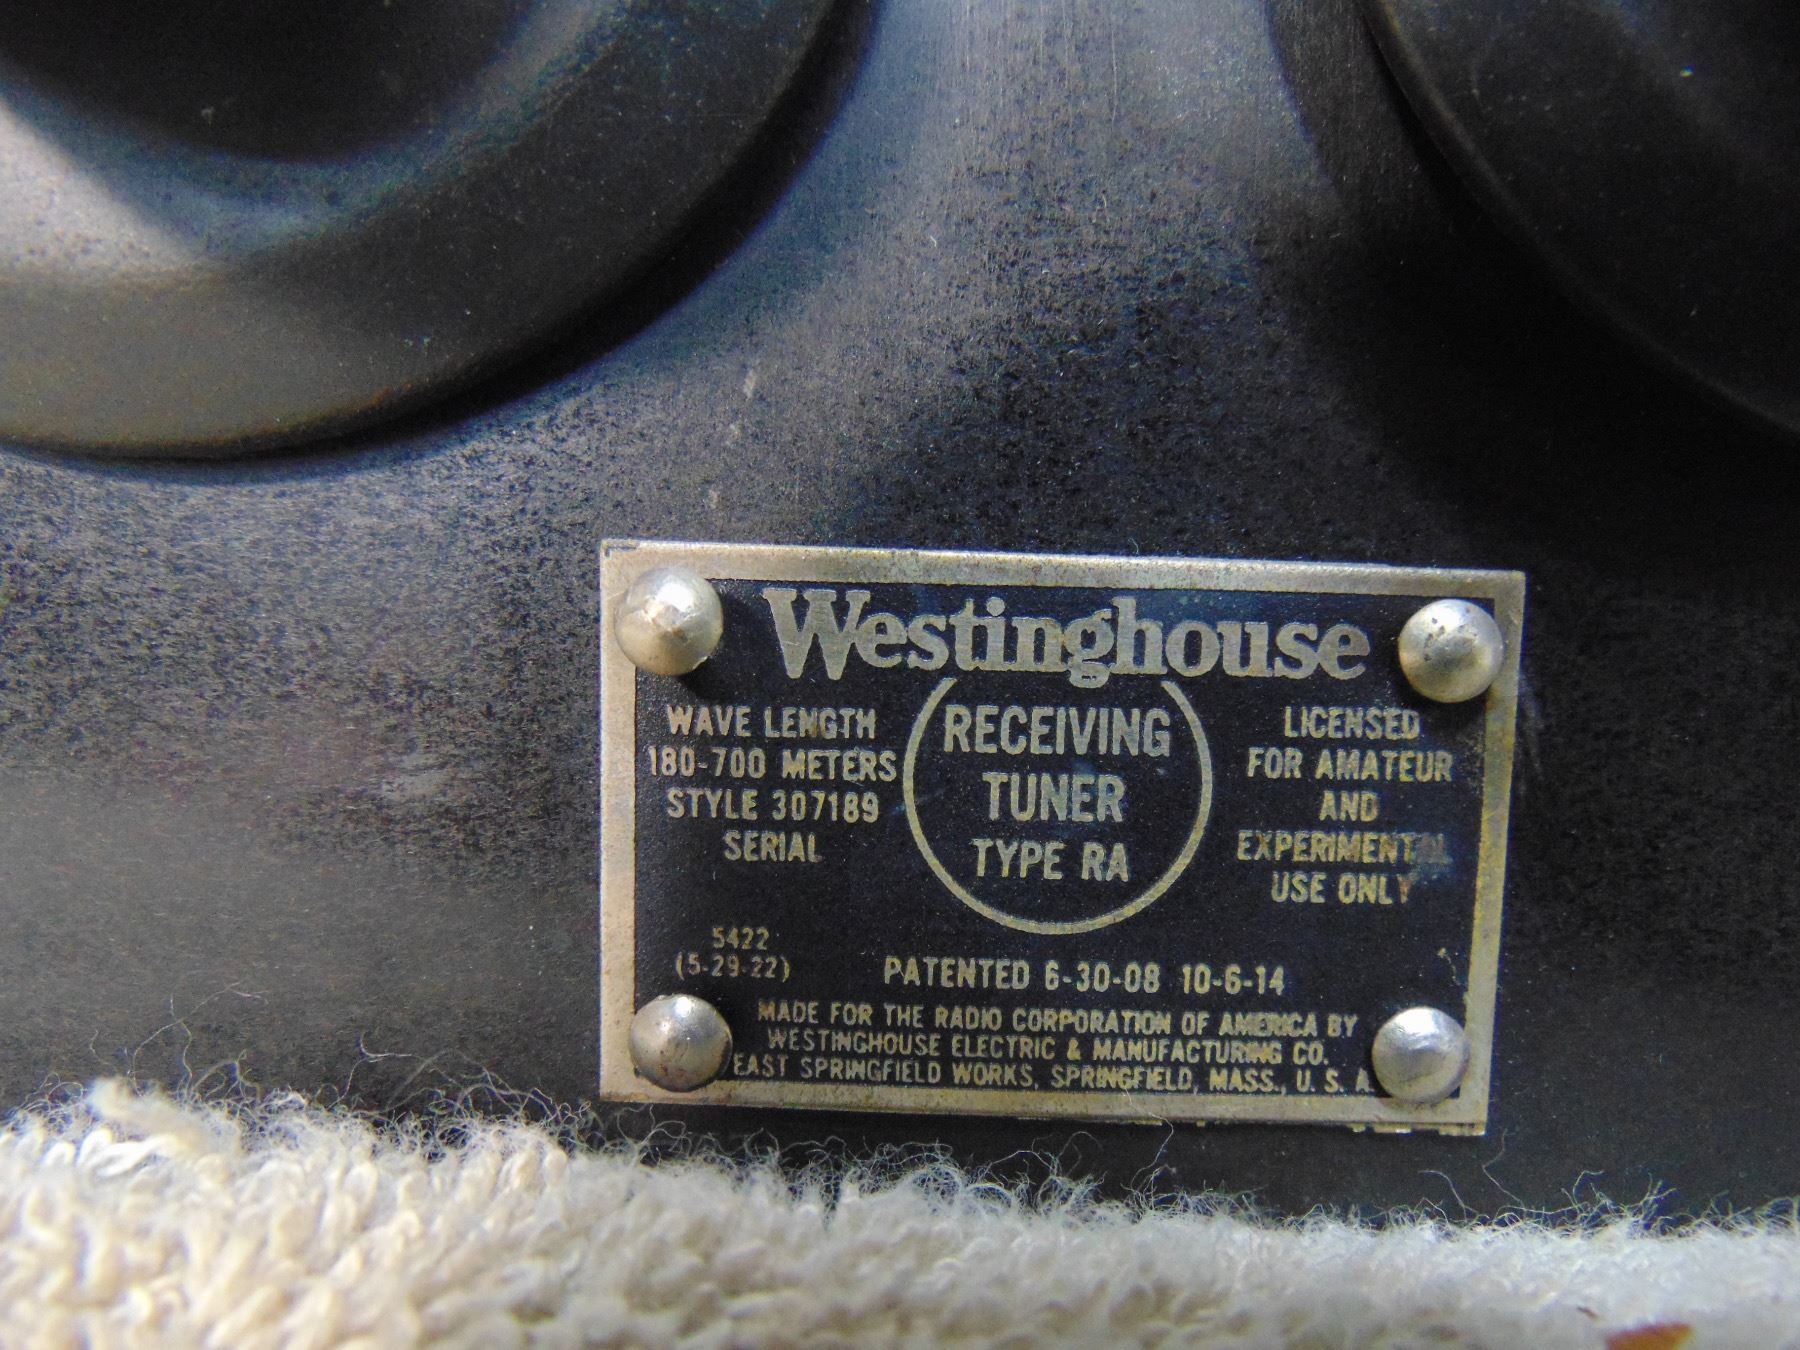 Westinghouse
WAVE LENGTH
180-700 METERS
STYLE 307189
SERIAL
RECEIVING
TUNER
TYPE RA
LICENSED
FOR AMATEUR
AND
EXPERIMENTAL
USE ONLY
5422
(5-29-22)
PATENTED 6-30-08 10-6-14
MADE FOR THE RADIO CORPORATION OF AMERICA BY
WESTINGHOUSE ELECTRIC & MANUFACTURING CO.
EAST SPRINGFIELD WORKS, SPRINGFIELD, MASS., U. S. A.